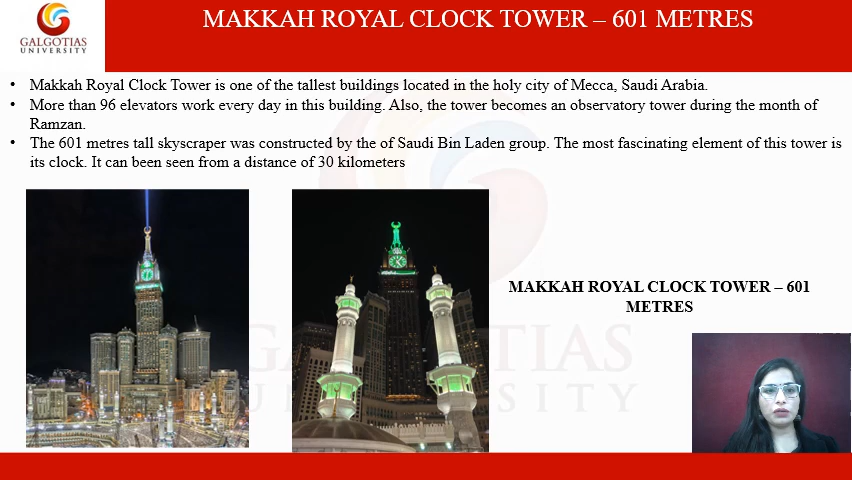 GALGOTIAS
UNIVERSITY
MAKKAH ROYAL CLOCK TOWER – 601 METRES
• Makkah Royal Clock Tower is one of the tallest buildings located in the holy city of Mecca, Saudi Arabia.
• More than 96 elevators work every day in this building. Also, the tower becomes an observatory tower during the month of
Ramzan.
• The 601 metres tall skyscraper was constructed by the of Saudi Bin Laden group. The most fascinating element of this tower is
its clock. It can been seen from a distance of 30 kilometers
MAKKAH ROYAL CLOCK TOWER – 601
METRES
GALGOTIAS
UNIVERSITY